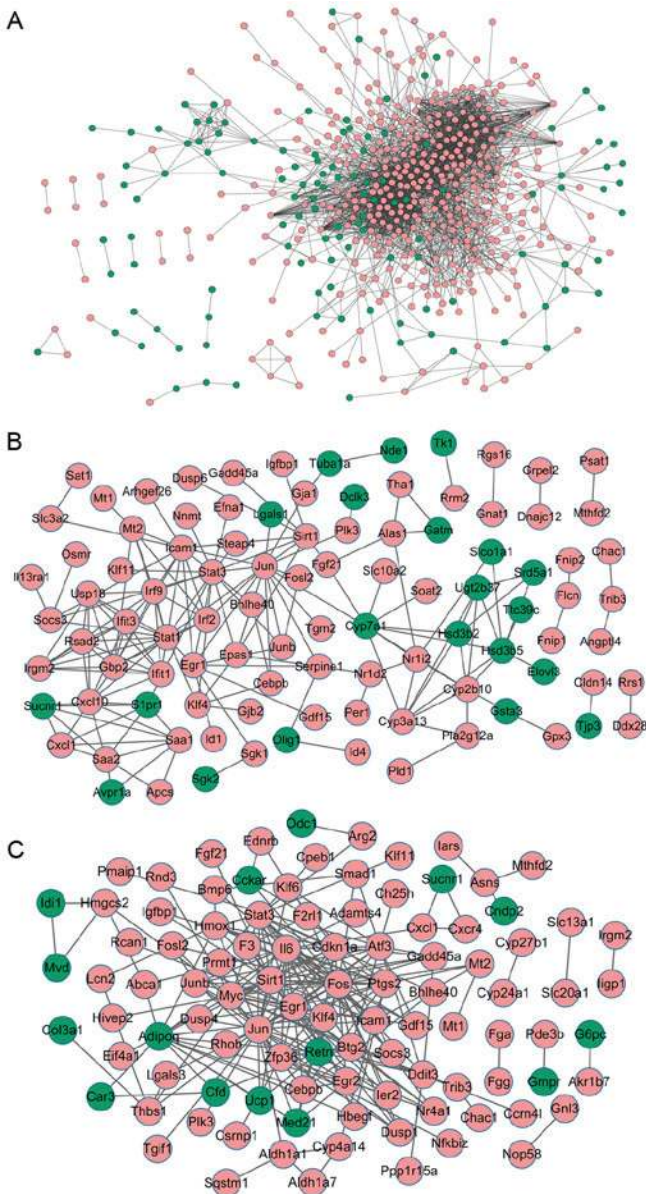 A
B
Igfbp1
Tuba1a
Nde1
Tk1
Rgs16
Grpel2
Psat1
Sat1
Dusp6
Gadd45a
Mt1
Arhgef26
Efna1
Lgals1
Gja1
Dclk3
Tha1
Rrm2
Gnat1
Dnajc12
Mthfd2
Slc3a2
Mt2
Nnmt
Steap4
Sirt1
Plk3
Alas1
Gatm
Osmr
Icam1
Stat3
Jun
Fgf21
Slco1a1
Il13ra1
Klf11
Fosl2
Slc10a2
Srd5a1
Fnip2
Chac1
Usp18
Irf9
Bhlhe40
Soat2
Ugt2b37
Socs3
Ifit3
Irf2
Tgm2
Cyp7a1
Ttc39c
Flcn
Trib3
Rsad2
Stat1
Junb
Hsd3b2
Irgm2
Gbp2
Ifit1
Egr1
Epas1
Serpine1
Nr1i2
Hsd3b5
Fnip1
Angptl4
Cebpb
Nr1d2
Elovl3
Cxcl10
Cyp2b10
Sucnr1
S1pr1
Klf4
Gjb2
Gdf15
Per1
Cyp3a13
Gsta3
Cldn14
Rrs1
Cxcl1
Saa1
Id1
Olig1
Pla2g12a
Gpx3
Tjp3
Ddx28
Saa2
Sgk1
Id4
Avpr1a
Apcs
Sgk2
Pld1
C
Odc1
Ednrb
Arg2
Fgf21
Cpeb1
Klf11
Iars
Pmaip1
Rnd3
Cckar
Klf6
Smad1
Sucnr1
Asns
Mthfd2
Idi1
Bmp6
Ch25h
Hmgcs2
Igfbp1
Stat3
F2rl1
Adamts4
Cndp2
Slc13a1
Hmox1
Cxcl1
Cxcr4
Irgm2
Rcan1
Fosl2
F3
Il6
Cdkn1a
Atf3
Cyp27b1
Mvd
Prmt1
Gadd45a
Lcn2
Abca1
Junb
Sirt1
Fos
Ptgs2
Mt2
Cyp24a1
Slc20a1
Iigp1
Hivep2
Myc
Egr1
Bhlhe40
Col3a1
Dusp4
Klf4
Icam1
Gdf15
Mt1
Adipoq
Jun
Eif4a1
Rhob
Retn
Btg2
Socs3
Fga
Pde3b
G6pc
Lgals3
Zfp36
Ddit3
Car3
Cfd
Ucp1
Cebpb
Egr2
Ier2
Trib3
Fgg
Gmpr
Akr1b7
Thbs1
Hbegf
Nr4a1
Chac1
Ccrn4l
Plk3
Med21
Dusp1
Gnl3
Tgif1
Csrnp1
Cyp4a14
Nfkbiz
Aldh1a1
Nop58
Ppp1r15a
Sqstm1
Aldh1a7